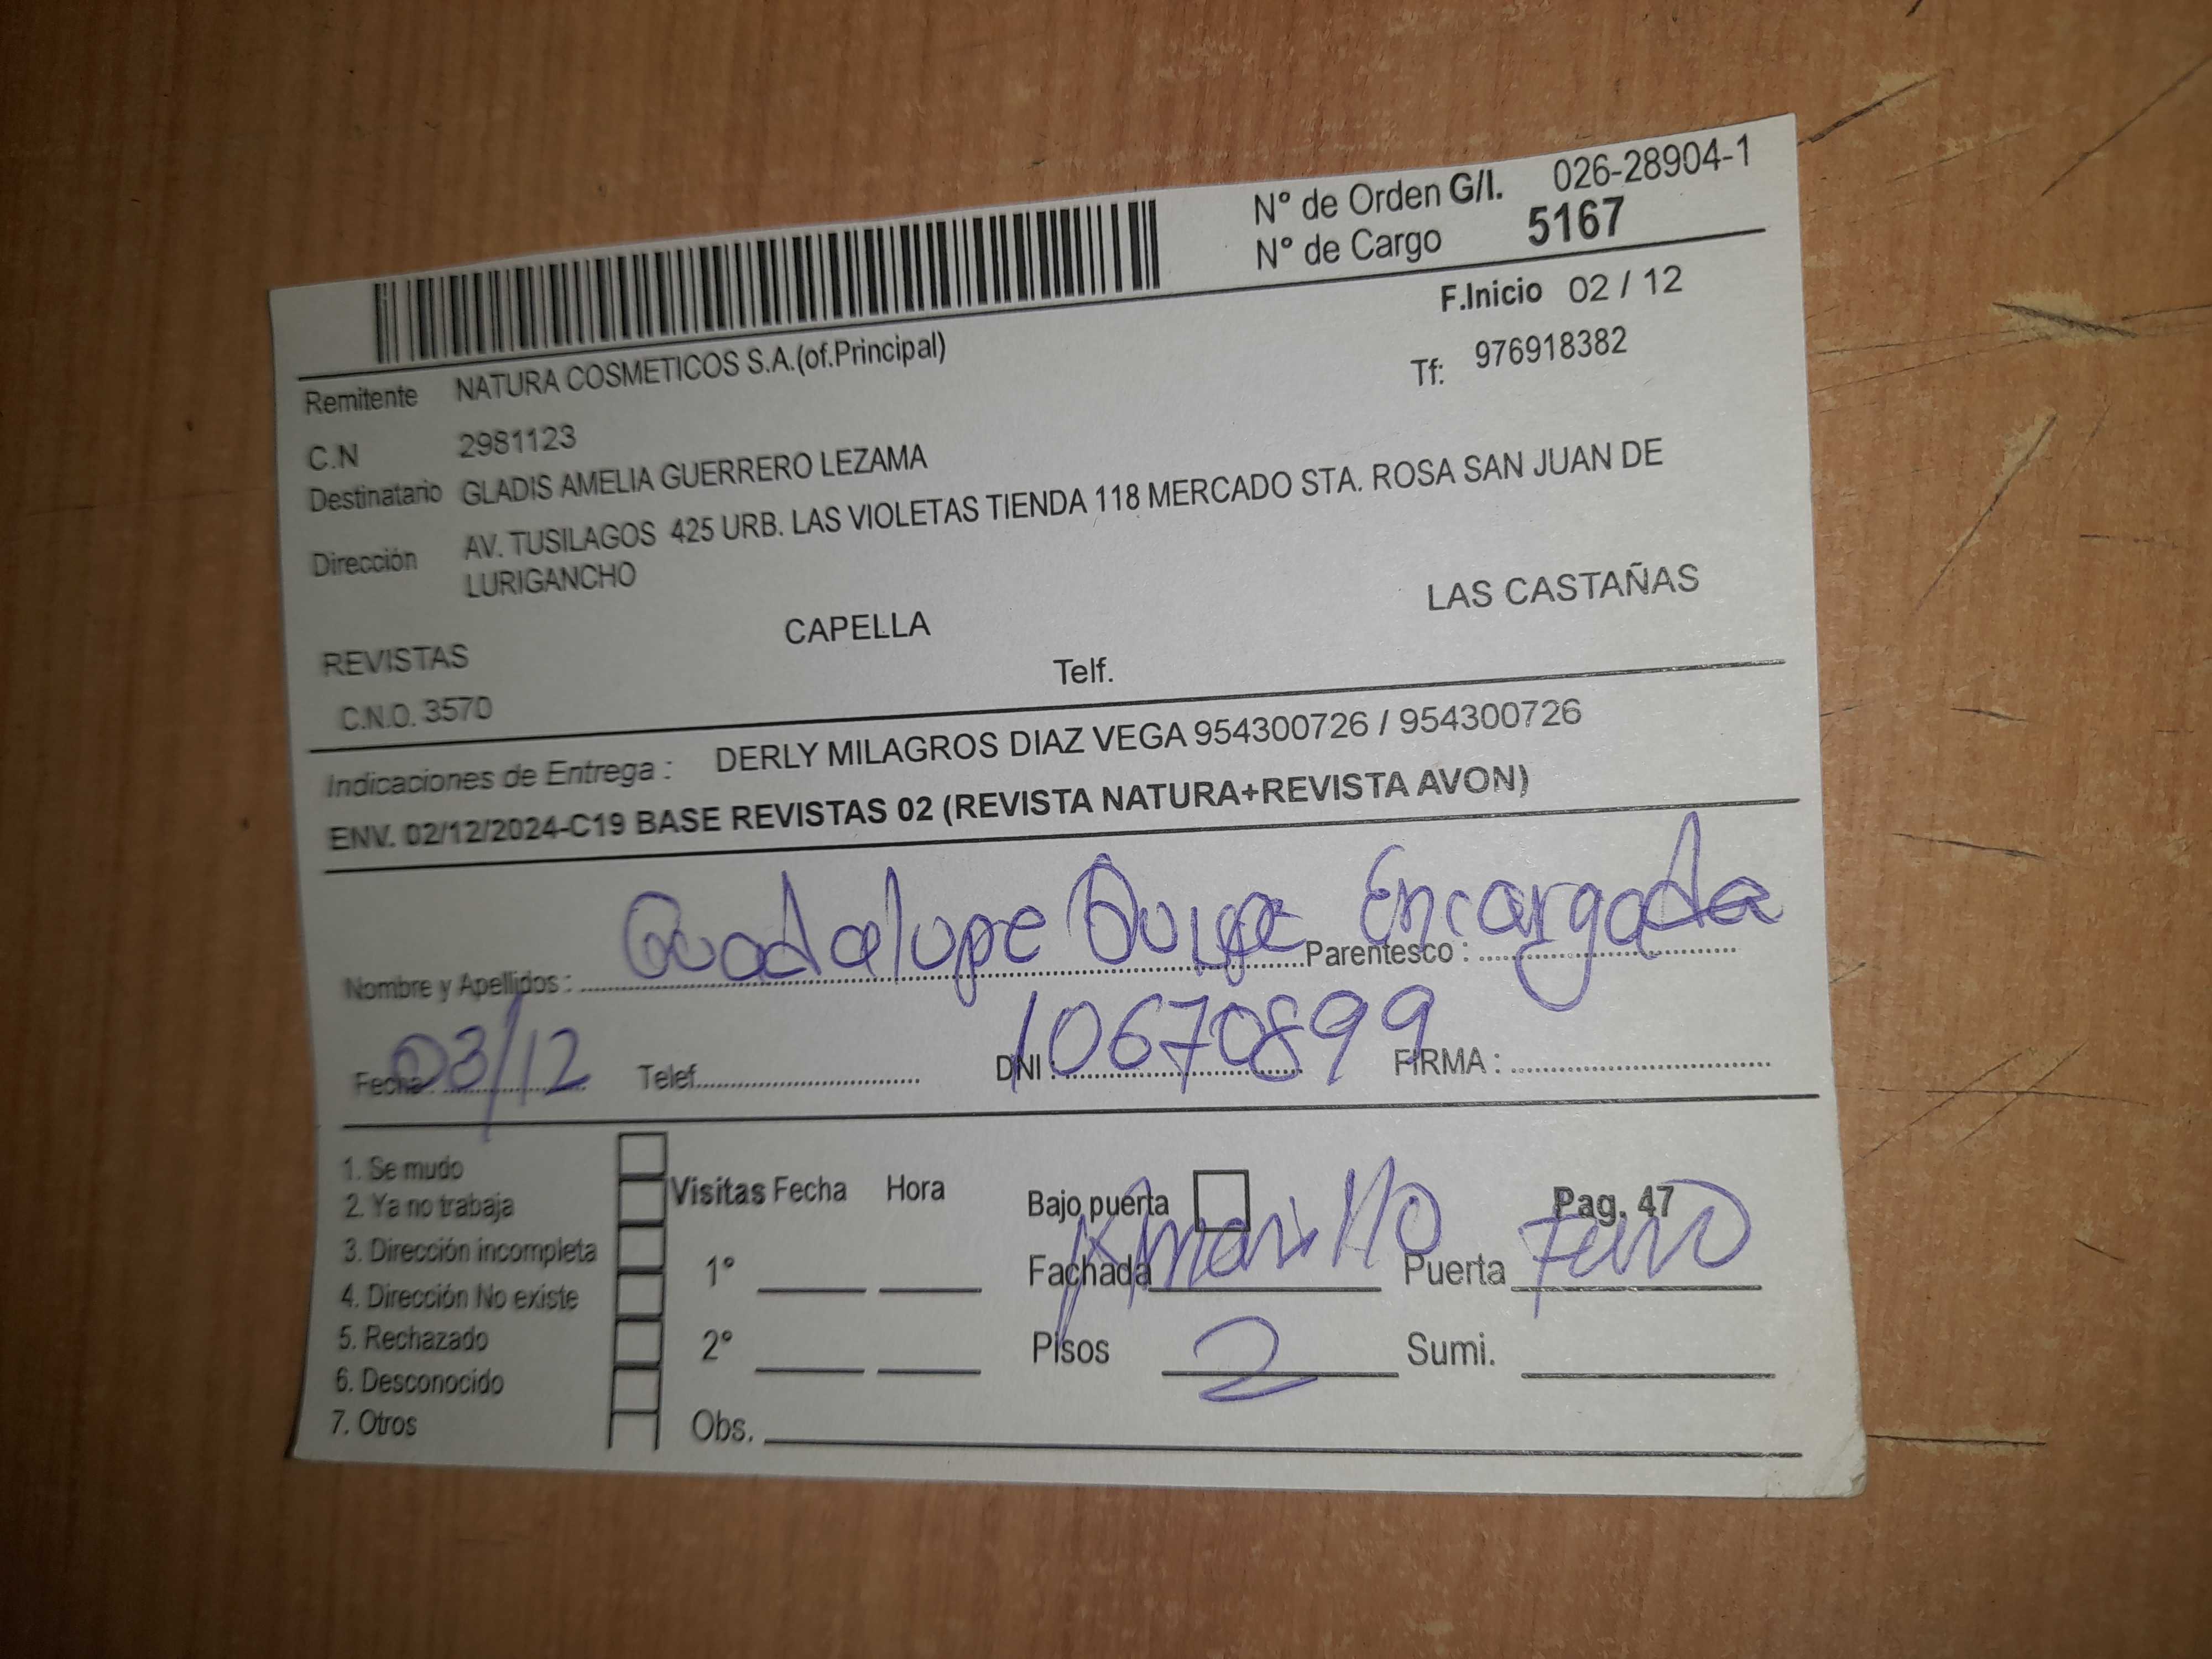 N° de Orden G/I. 026-28904-1
N° de Cargo 5167
F.Inicio 02 / 12
Remitente NATURA COSMETICOS S.A.(of.Principal)
Tf: 976918382
C.N 2981123
Destinatario GLADIS AMELIA GUERRERO LEZAMA
Dirección AV. TUSILAGOS 425 URB. LAS VIOLETAS TIENDA 118 MERCADO STA. ROSA SAN JUAN DE
LURIGANCHO
REVISTAS CAPELLA LAS CASTAÑAS
C.N.O. 3570 Telf.
Indicaciones de Entrega : DERLY MILAGROS DIAZ VEGA 954300726 / 954300726
ENV. 02/12/2024-C19 BASE REVISTAS 02 (REVISTA NATURA+REVISTA AVON)
Nombre y Apellidos : Guadalupe Quispe Parentesco : Encargada
Fecha : 03/12 Telef. DNI : 10670899 FIRMA :
1. Se mudo
2. Ya no trabaja
3. Dirección incompleta
4. Dirección No existe
5. Rechazado
6. Desconocido
7. Otros
Visitas Fecha Hora
1°
2°
Obs.
Bajo puerta Pag. 47
Fachada Amarillo Puerta
Pisos 2 Sumi.